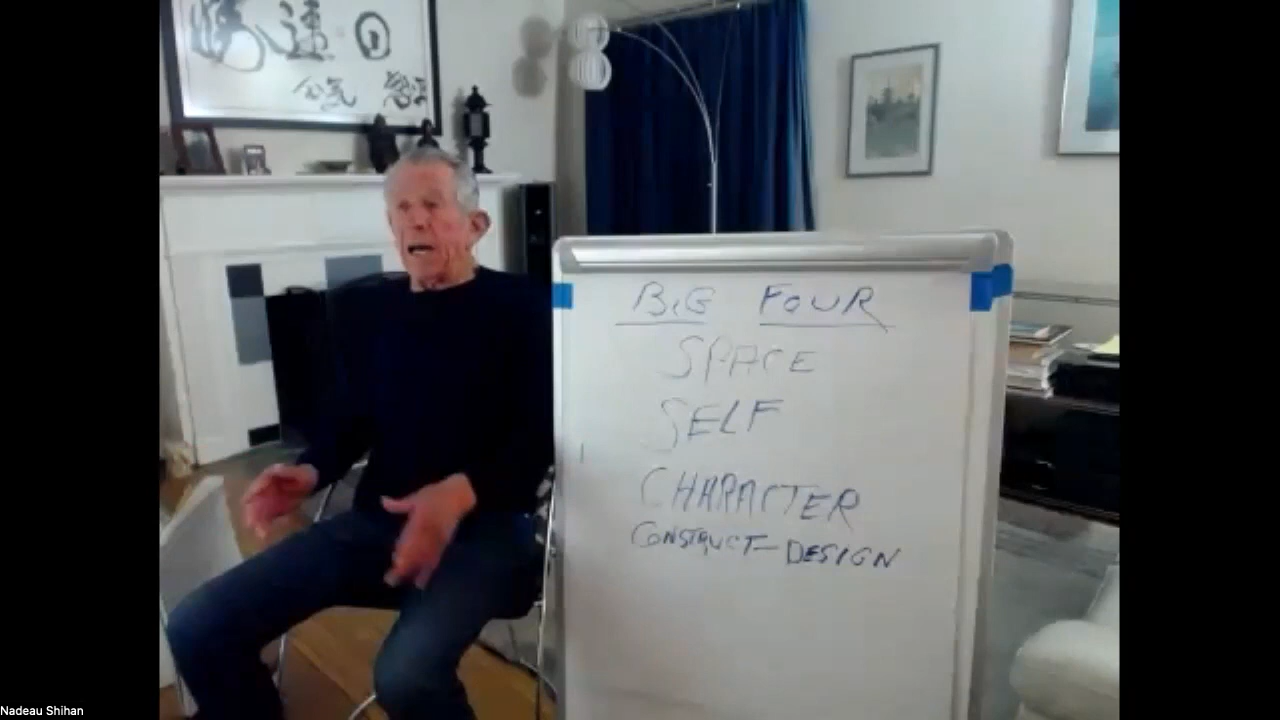 BIG FOUR
SPACE
SELF
CHARACTER
CONSTRUCT-DESIGN
Nadeau Shihan